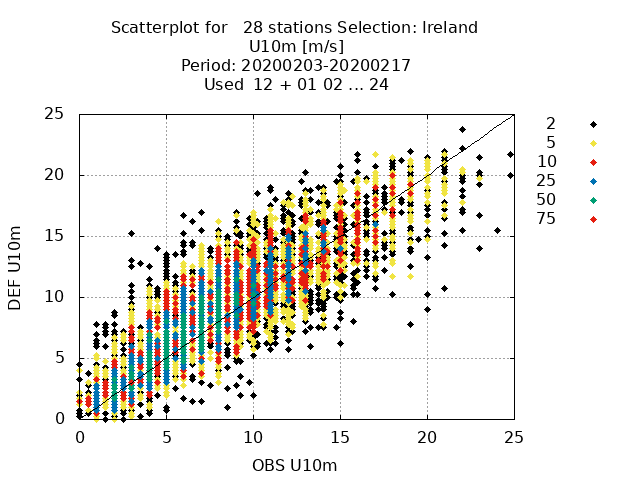 Scatterplot for   28 stations Selection: Ireland
U10m [m/s]
Period: 20200203-20200217
Used  12 + 01 02 ... 24
25
20
15
10
5
0
DEF U10m
0 5 10 15 20 25
OBS U10m
2
5
10
25
50
75